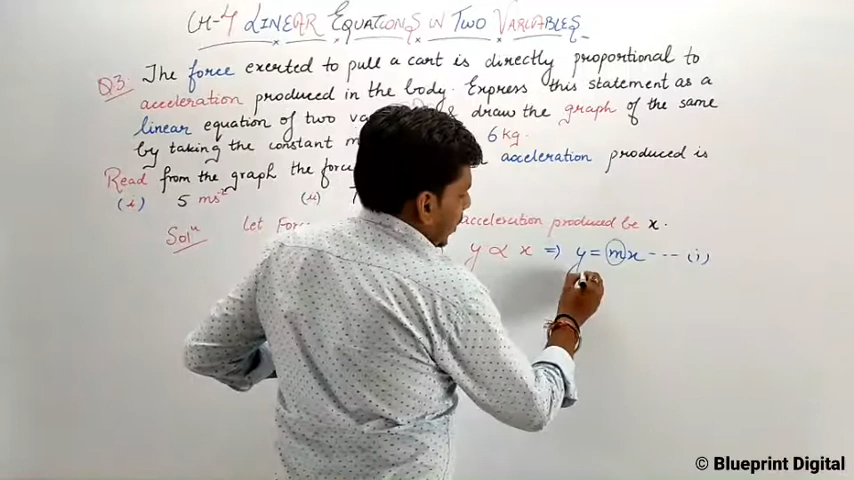 CH-4 LINEAR EQUATIONS IN TWO VARIABLES
Q3. The force exerted to pull a cart is directly proportional to
acceleration produced in the body. Express this statement as a
linear equation of two & draw the graph of the same
by taking the constant 6 kg.
Read from the graph the acceleration produced is
(i) 5 ms⁻² (ii)
Solⁿ Let acceleration produced be x.
y ∝ x ⇒ y = mx --- (i)
© Blueprint Digital